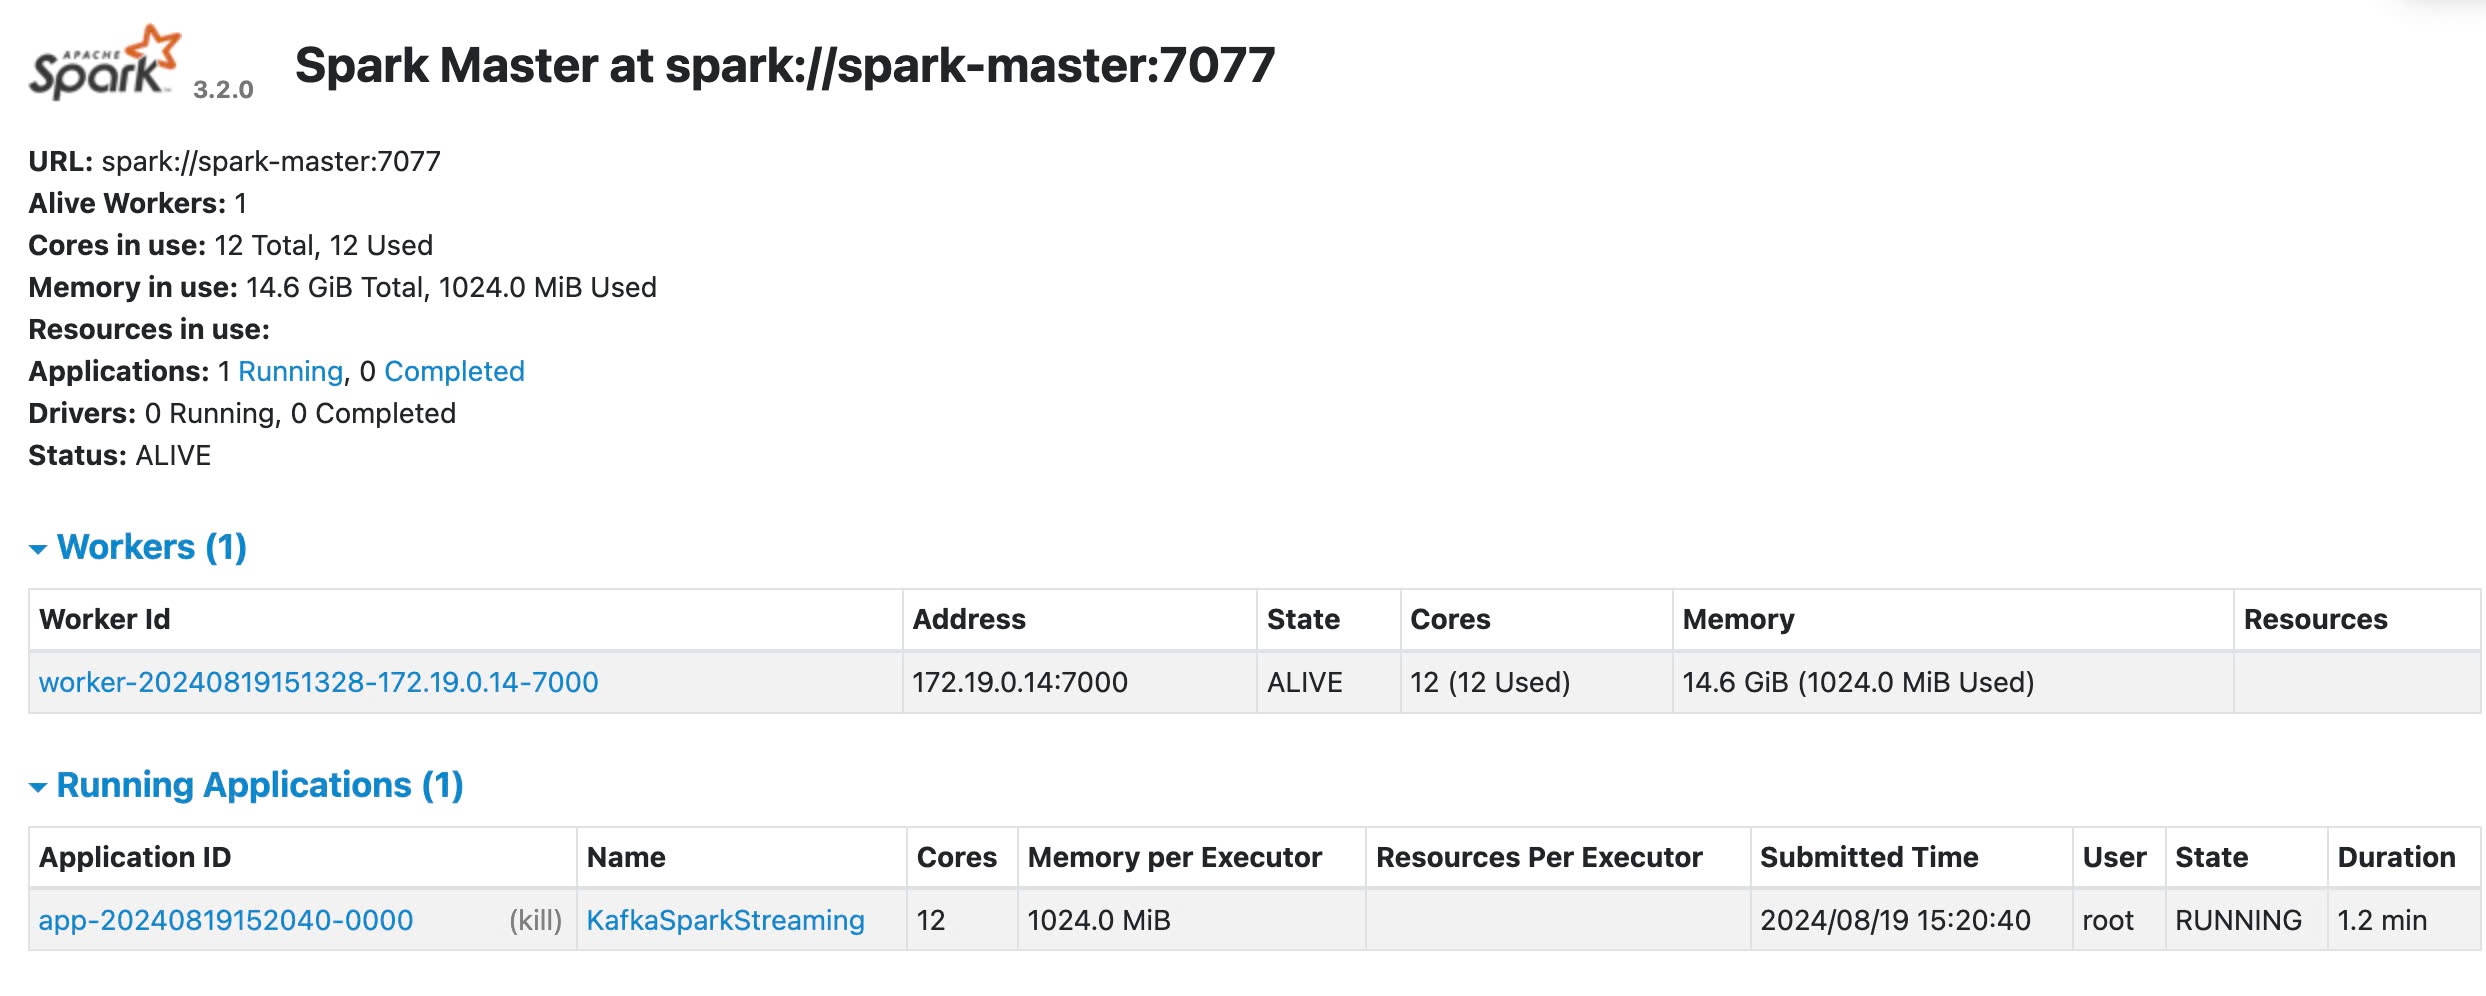 APACHE
Spark™ 3.2.0 Spark Master at spark://spark-master:7077
URL: spark://spark-master:7077
Alive Workers: 1
Cores in use: 12 Total, 12 Used
Memory in use: 14.6 GiB Total, 1024.0 MiB Used
Resources in use:
Applications: 1 Running, 0 Completed
Drivers: 0 Running, 0 Completed
Status: ALIVE
Workers (1)
Worker Id Address State Cores Memory Resources
worker-20240819151328-172.19.0.14-7000 172.19.0.14:7000 ALIVE 12 (12 Used) 14.6 GiB (1024.0 MiB Used)
Running Applications (1)
Application ID Name Cores Memory per Executor Resources Per Executor Submitted Time User State Duration
app-20240819152040-0000 (kill) KafkaSparkStreaming 12 1024.0 MiB 2024/08/19 15:20:40 root RUNNING 1.2 min